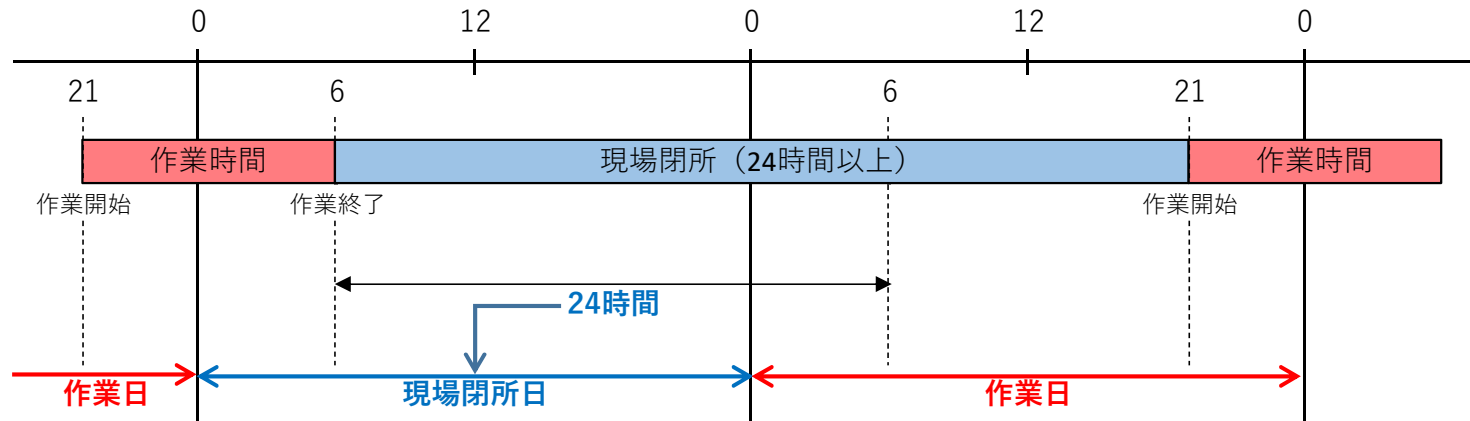 0 12 0 12 0
21 6 6 21
作業時間 現場閉所（24時間以上） 作業時間
作業開始 作業終了 作業開始
24時間
作業日 現場閉所日 作業日